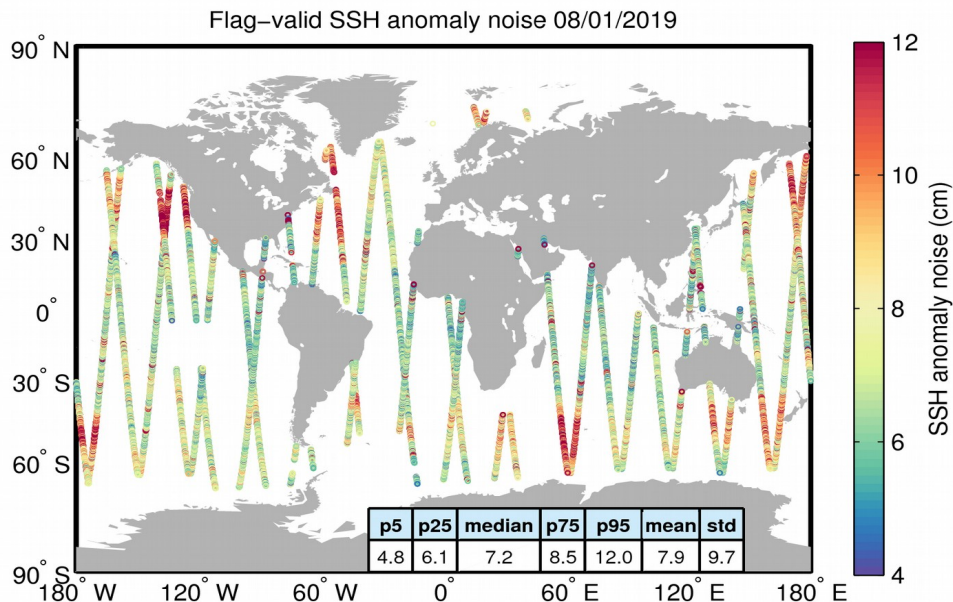 Flag−valid SSH anomaly noise 08/01/2019
90° N
60° N
30° N
0°
30° S
60° S
90° S
180° W
120° W
60° W
0°
60° E
120° E
180° E
p5 p25 median p75 p95 mean std
4.8 6.1 7.2 8.5 12.0 7.9 9.7
12
10
8
6
4
SSH anomaly noise (cm)